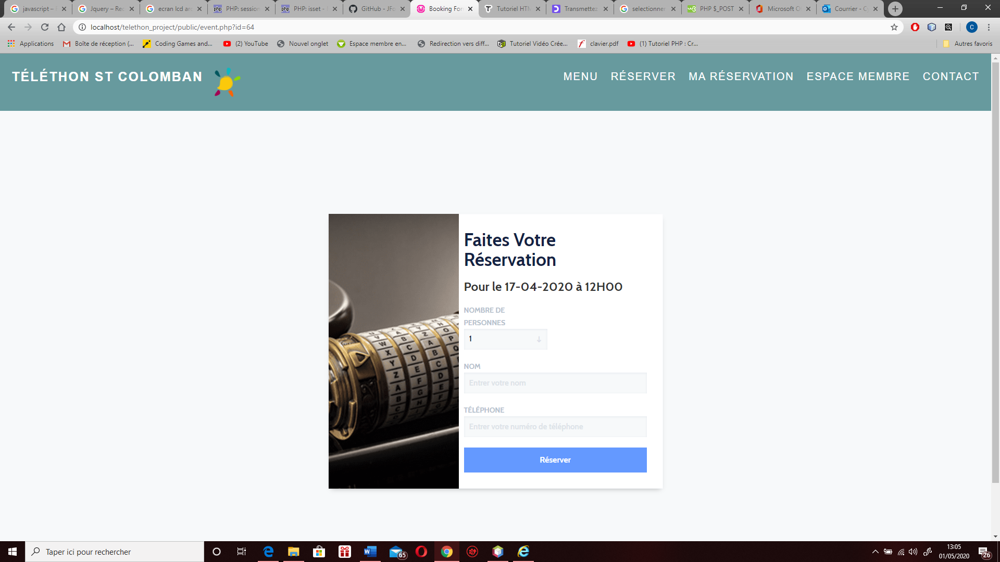 javascript –
Jquery – Rec
ecran lcd arc
PHP: session
PHP: isset -
GitHub - JFo
Booking For
Tutoriel HTM
Transmettez
selectionner
PHP $_POST
Microsoft O
Courrier - Cy
localhost/telethon_project/public/event.php?id=64
C
Applications
Boîte de réception (...
Coding Games and...
(2) YouTube
Nouvel onglet
Espace membre en...
Redirection vers diff...
Tutoriel Vidéo Crée...
clavier.pdf
(1) Tutoriel PHP : Cr...
Autres favoris
TÉLÉTHON ST COLOMBAN
MENU
RÉSERVER
MA RÉSERVATION
ESPACE MEMBRE
CONTACT
Faites Votre
Réservation
Pour le 17-04-2020 à 12H00
NOMBRE DE
PERSONNES
1
NOM
Entrer votre nom
TÉLÉPHONE
Entrer votre numéro de téléphone
Réserver
Taper ici pour rechercher
65
13:05
01/05/2020
26